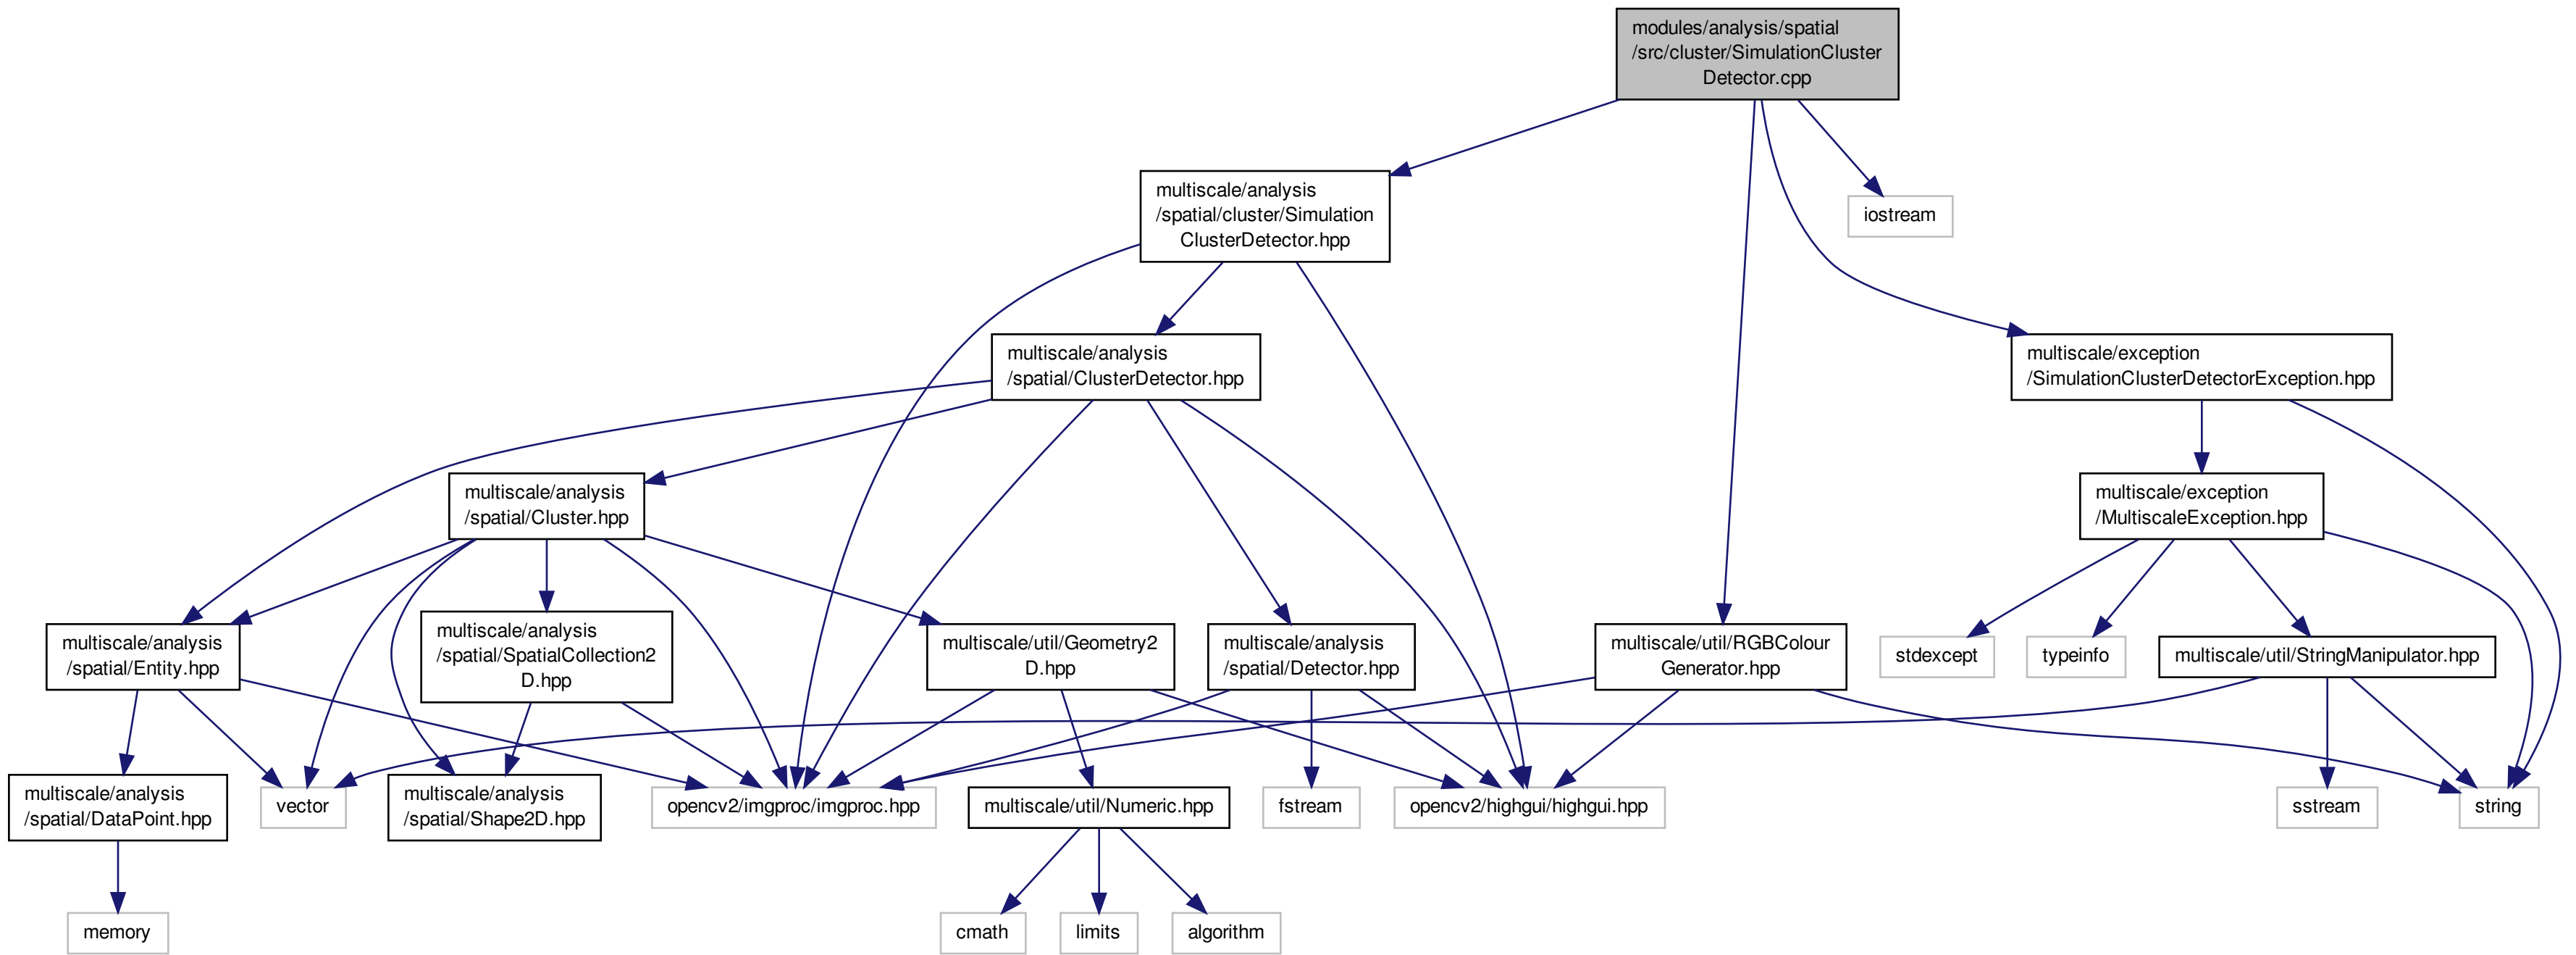 modules/analysis/spatial
/src/cluster/SimulationCluster
Detector.cpp
multiscale/analysis
/spatial/cluster/Simulation
ClusterDetector.hpp
iostream
multiscale/analysis
/spatial/ClusterDetector.hpp
multiscale/exception
/SimulationClusterDetectorException.hpp
multiscale/analysis
/spatial/Cluster.hpp
multiscale/exception
/MultiscaleException.hpp
multiscale/analysis
/spatial/Entity.hpp
multiscale/analysis
/spatial/SpatialCollection2
D.hpp
multiscale/util/Geometry2
D.hpp
multiscale/analysis
/spatial/Detector.hpp
multiscale/util/RGBColour
Generator.hpp
stdexcept
typeinfo
multiscale/util/StringManipulator.hpp
multiscale/analysis
/spatial/DataPoint.hpp
vector
multiscale/analysis
/spatial/Shape2D.hpp
opencv2/imgproc/imgproc.hpp
multiscale/util/Numeric.hpp
fstream
opencv2/highgui/highgui.hpp
sstream
string
memory
cmath
limits
algorithm